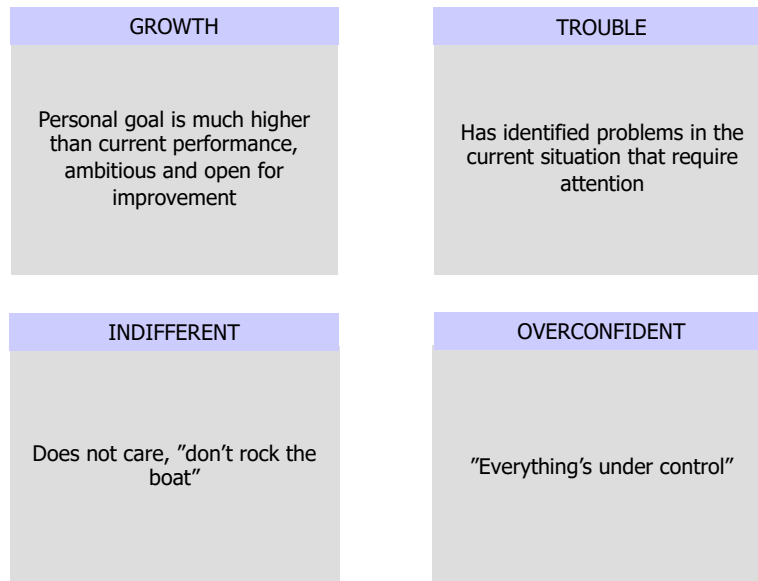 GROWTH
Personal goal is much higher
than current performance,
ambitious and open for
improvement
TROUBLE
Has identified problems in the
current situation that require
attention
INDIFFERENT
Does not care, ”don’t rock the
boat”
OVERCONFIDENT
”Everything’s under control”